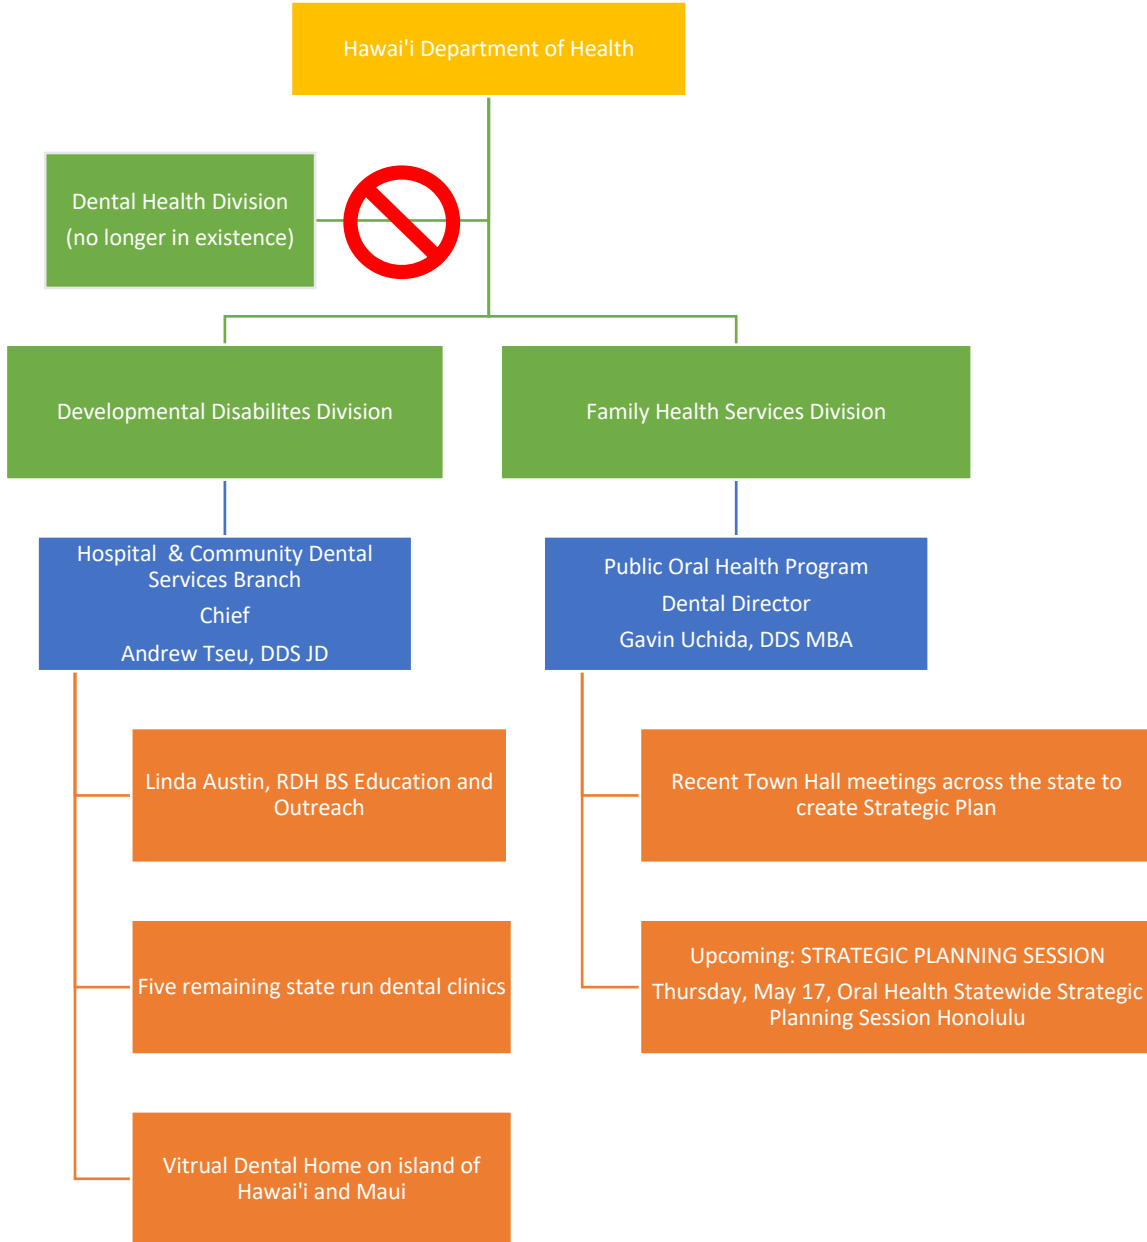 Hawai'i Department of Health
Dental Health Division
(no longer in existence)
Developmental Disabilites Division
Family Health Services Division
Hospital & Community Dental
Services Branch
Chief
Andrew Tseu, DDS JD
Public Oral Health Program
Dental Director
Gavin Uchida, DDS MBA
Linda Austin, RDH BS Education and
Outreach
Recent Town Hall meetings across the state to
create Strategic Plan
Five remaining state run dental clinics
Upcoming: STRATEGIC PLANNING SESSION
Thursday, May 17, Oral Health Statewide Strategic
Planning Session Honolulu
Vitrual Dental Home on island of
Hawai'i and Maui